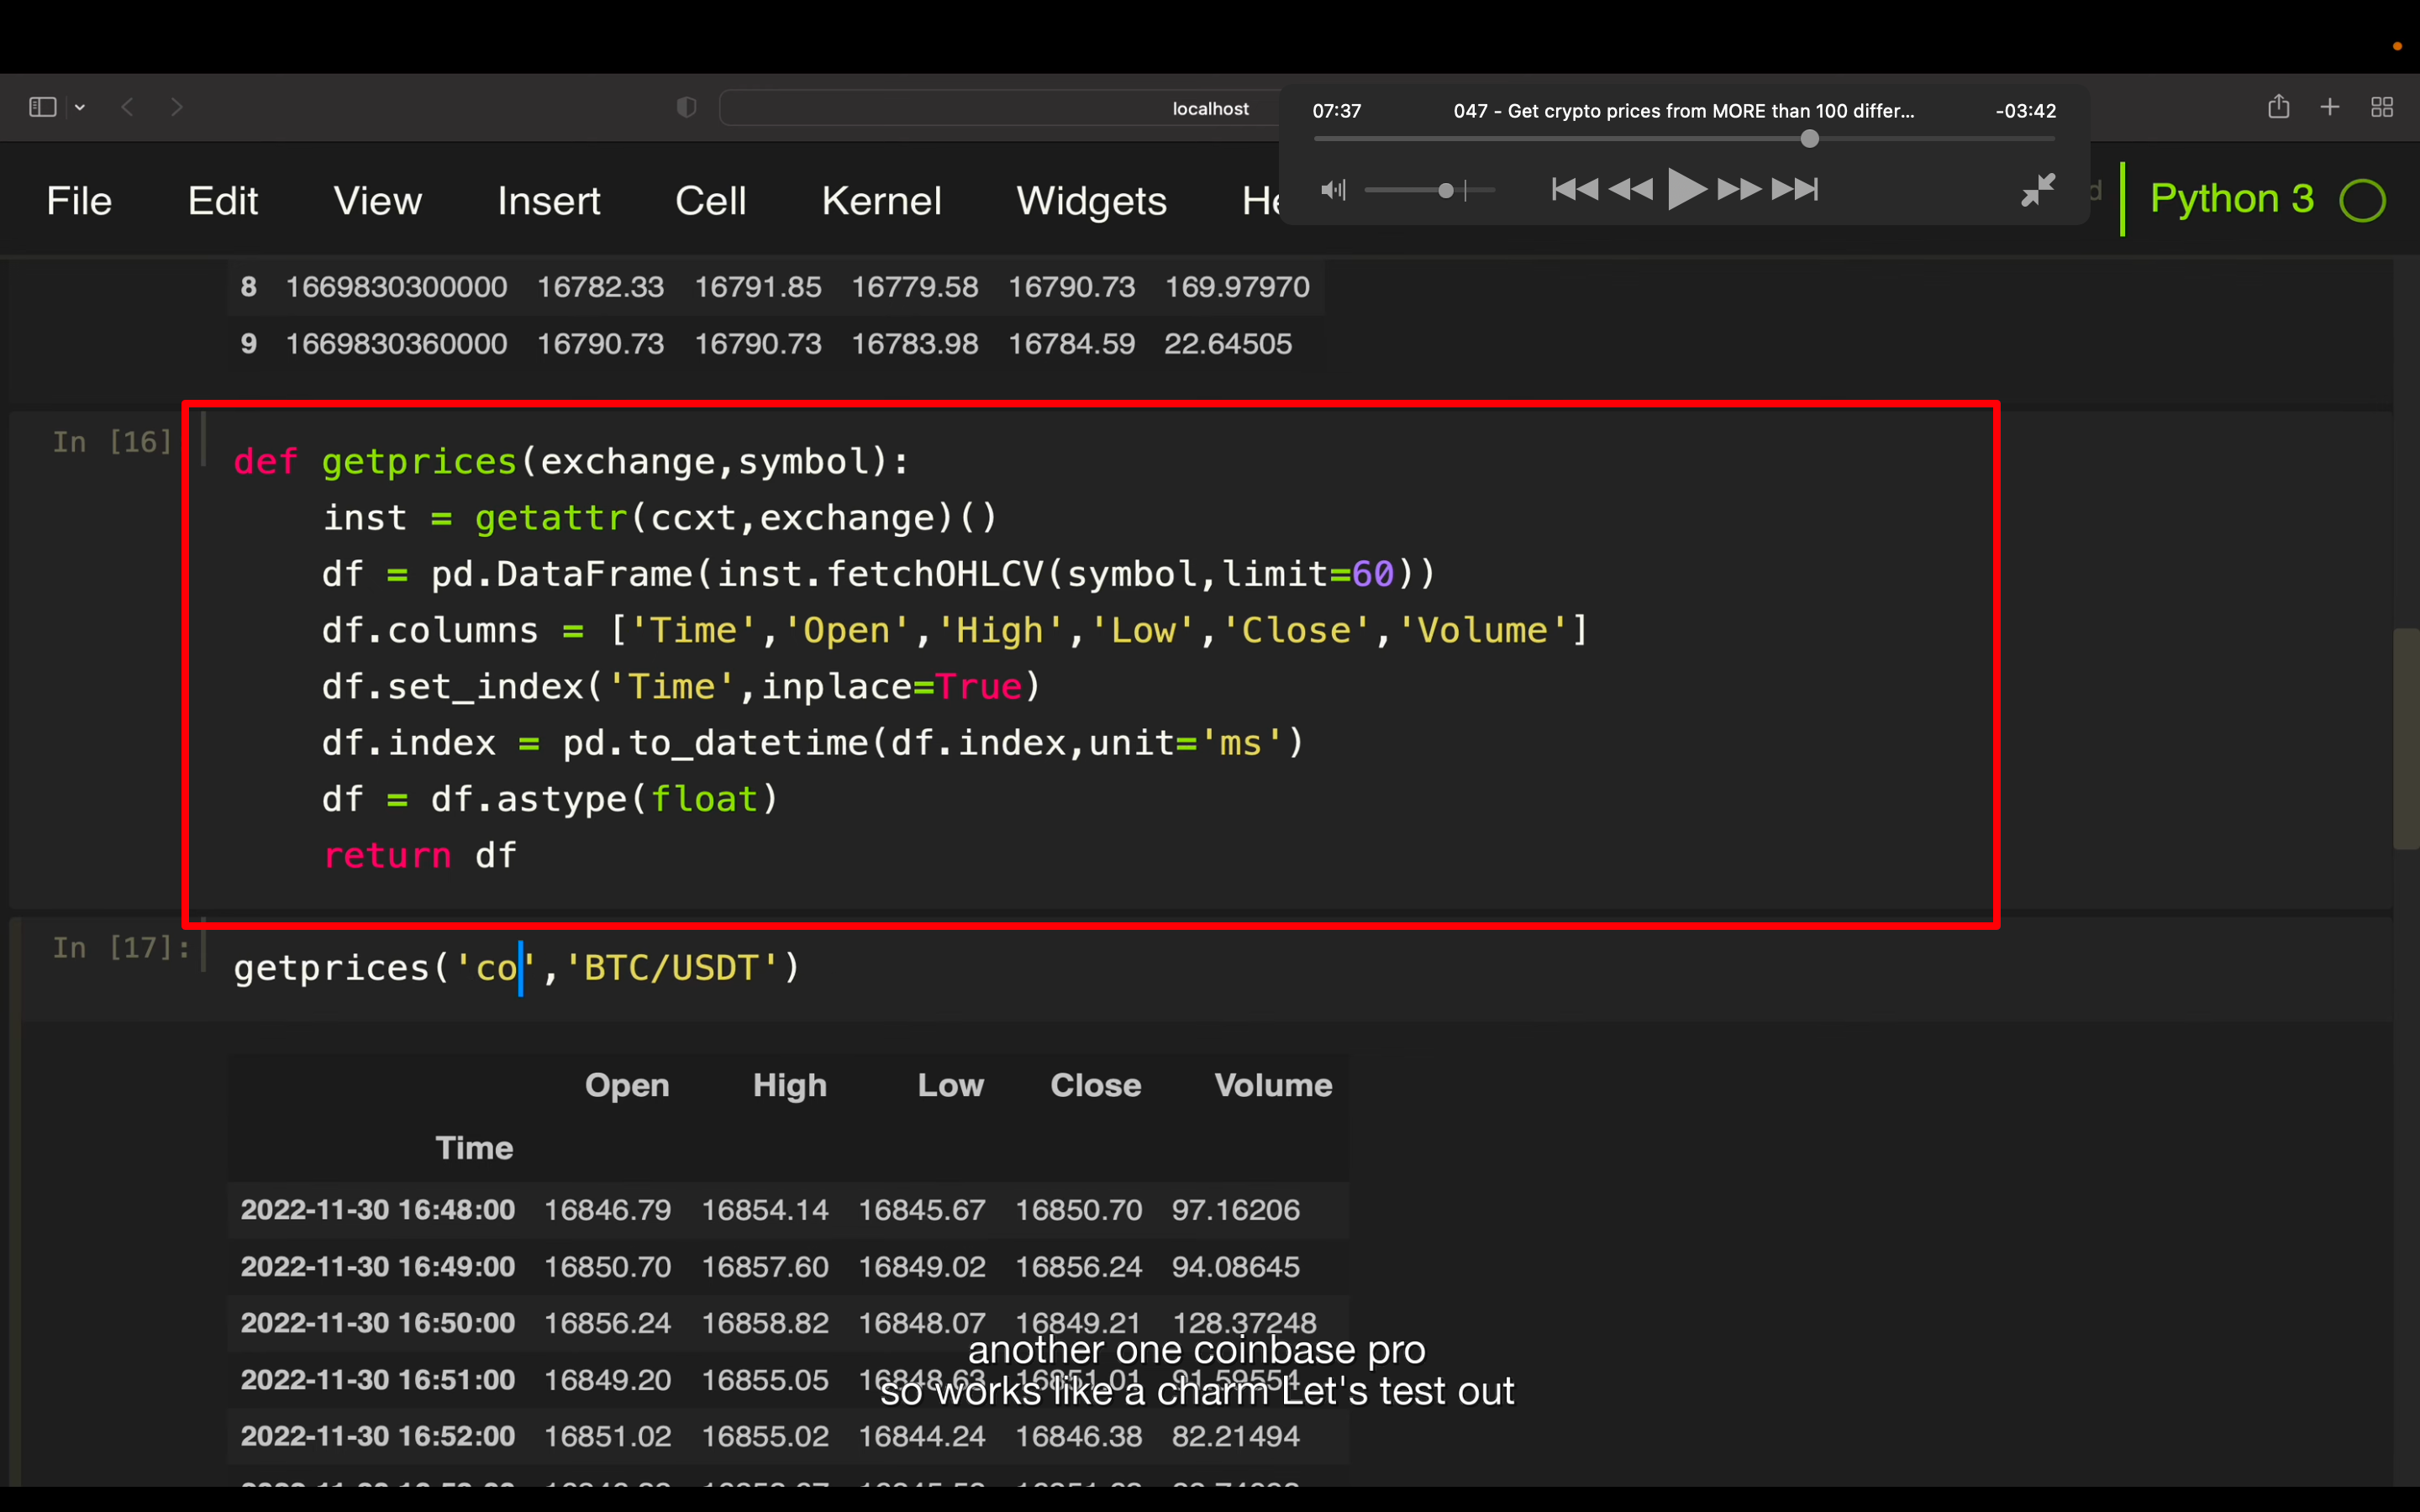 localhost
07:37 047 - Get crypto prices from MORE than 100 differ... -03:42
File Edit View Insert Cell Kernel Widgets He
d Python 3
8 1669830300000 16782.33 16791.85 16779.58 16790.73 169.97970
9 1669830360000 16790.73 16790.73 16783.98 16784.59 22.64505
In [16]
def getprices(exchange,symbol):
    inst = getattr(ccxt,exchange)()
    df = pd.DataFrame(inst.fetchOHLCV(symbol,limit=60))
    df.columns = ['Time','Open','High','Low','Close','Volume']
    df.set_index('Time',inplace=True)
    df.index = pd.to_datetime(df.index,unit='ms')
    df = df.astype(float)
    return df
In [17]:
getprices('co','BTC/USDT')
Open High Low Close Volume
Time
2022-11-30 16:48:00 16846.79 16854.14 16845.67 16850.70 97.16206
2022-11-30 16:49:00 16850.70 16857.60 16849.02 16856.24 94.08645
2022-11-30 16:50:00 16856.24 16858.82 16848.07 16849.21 128.37248
another one coinbase pro
2022-11-30 16:51:00 16849.20 16855.05 16848.63 16851.01 91.59554
so works like a charm Let's test out
2022-11-30 16:52:00 16851.02 16855.02 16844.24 16846.38 82.21494